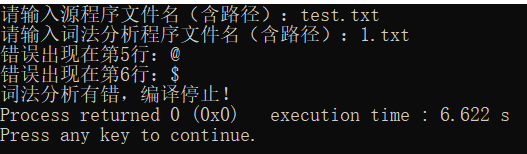 请输入源程序文件名（含路径）：test.txt
请输入词法分析程序文件名（含路径）：1.txt
错误出现在第5行：@
错误出现在第6行：$
词法分析有错，编译停止！
Process returned 0 (0x0)   execution time : 6.622 s
Press any key to continue.